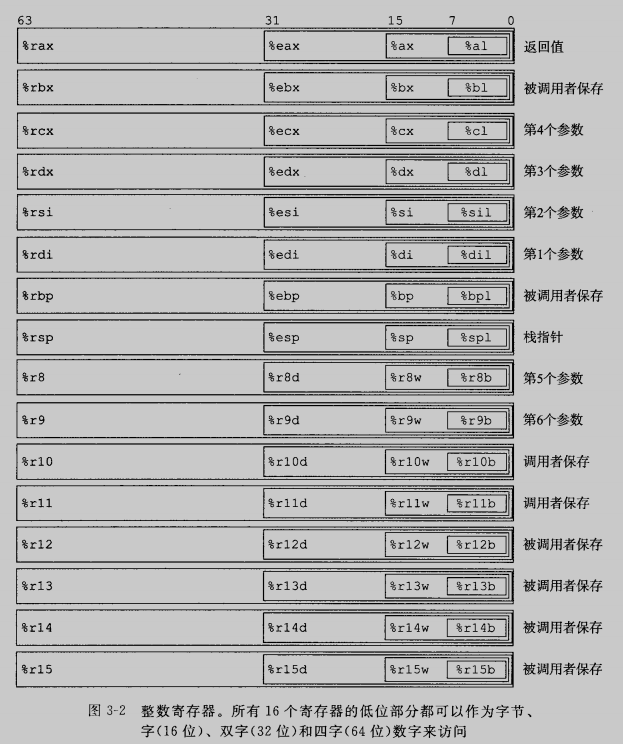 63 31 15 7 0
%rax %eax %ax %al 返回值
%rbx %ebx %bx %bl 被调用者保存
%rcx %ecx %cx %cl 第4个参数
%rdx %edx %dx %dl 第3个参数
%rsi %esi %si %sil 第2个参数
%rdi %edi %di %dil 第1个参数
%rbp %ebp %bp %bpl 被调用者保存
%rsp %esp %sp %spl 栈指针
%r8 %r8d %r8w %r8b 第5个参数
%r9 %r9d %r9w %r9b 第6个参数
%r10 %r10d %r10w %r10b 调用者保存
%r11 %r11d %r11w %r11b 调用者保存
%r12 %r12d %r12w %r12b 被调用者保存
%r13 %r13d %r13w %r13b 被调用者保存
%r14 %r14d %r14w %r14b 被调用者保存
%r15 %r15d %r15w %r15b 被调用者保存
图 3-2 整数寄存器。所有 16 个寄存器的低位部分都可以作为字节、
字(16 位)、双字(32 位)和四字(64 位)数字来访问